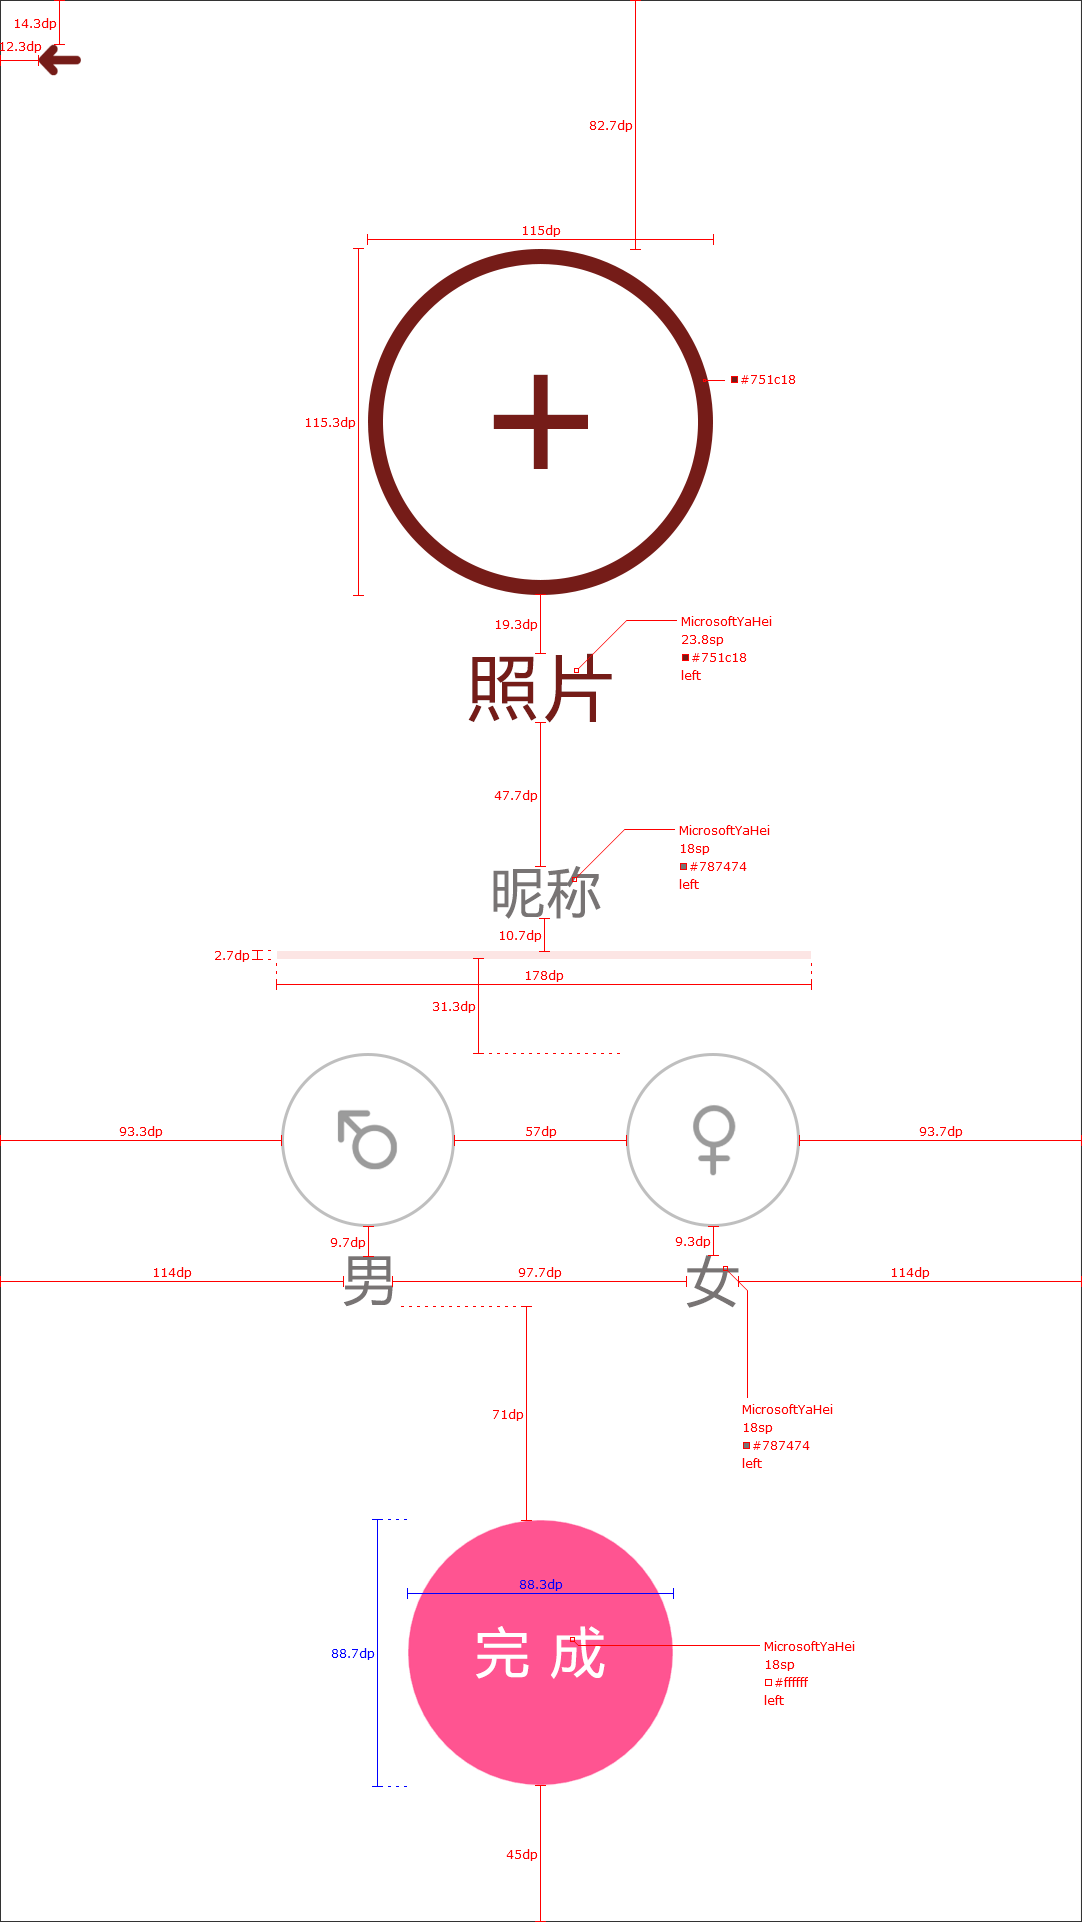 14.3dp
12.3dp
82.7dp
115dp
#751c18
115.3dp
19.3dp
MicrosoftYaHei
23.8sp
#751c18
left
照片
47.7dp
MicrosoftYaHei
18sp
#787474
left
昵称
10.7dp
2.7dp
178dp
31.3dp
93.3dp
57dp
93.7dp
9.7dp
9.3dp
114dp
97.7dp
114dp
男
女
71dp
MicrosoftYaHei
18sp
#787474
left
88.3dp
88.7dp
完成
MicrosoftYaHei
18sp
#ffffff
left
45dp